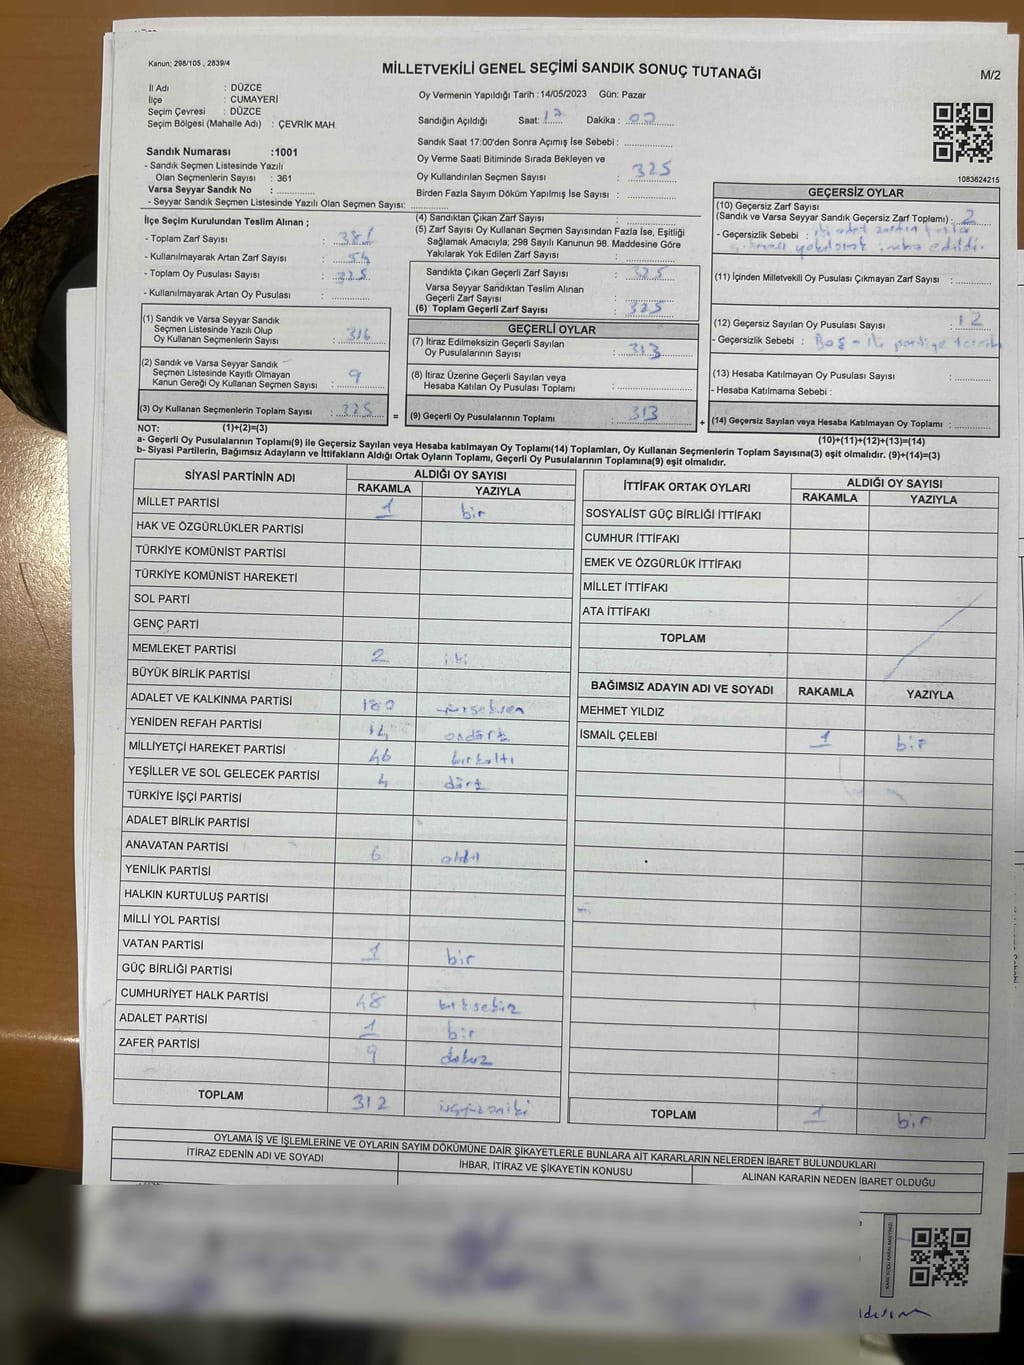 Kanun; 298/105 , 2839/4
MİLLETVEKİLİ GENEL SEÇİMİ SANDIK SONUÇ TUTANAĞI
M/2
İl Adı : DÜZCE
İlçe : CUMAYERİ
Seçim Çevresi : DÜZCE
Seçim Bölgesi (Mahalle Adı) : ÇEVRİK MAH.
Oy Vermenin Yapıldığı Tarih :14/05/2023 Gün: Pazar
Sandığın Açıldığı Saat: 17 Dakika : 00
Sandık Saat 17:00'den Sonra Açımış İse Sebebi :
Oy Verme Saati Bitiminde Sırada Bekleyen ve
Oy Kullandırılan Seçmen Sayısı : 325
Birden Fazla Sayım Döküm Yapılmış İse Sayısı :
Sandık Numarası :1001
- Sandık Seçmen Listesinde Yazılı
Olan Seçmenlerin Sayısı : 361
Varsa Seyyar Sandık No :
- Seyyar Sandık Seçmen Listesinde Yazılı Olan Seçmen Sayısı:
1083624215
İlçe Seçim Kurulundan Teslim Alınan ;
- Toplam Zarf Sayısı : 381
- Kullanılmayarak Artan Zarf Sayısı : 54
- Toplam Oy Pusulası Sayısı : 325
- Kullanılmayarak Artan Oy Pusulası :
(1) Sandık ve Varsa Seyyar Sandık
Seçmen Listesinde Yazılı Olup
Oy Kullanan Seçmenlerin Sayısı : 316
(2) Sandık ve Varsa Seyyar Sandık
Seçmen Listesinde Kayıtlı Olmayan
Kanun Gereği Oy Kullanan Seçmen Sayısı : 9
(3) Oy Kullanan Seçmenlerin Toplam Sayısı : 325
(4) Sandıktan Çıkan Zarf Sayısı :
(5) Zarf Sayısı Oy Kullanan Seçmen Sayısından Fazla İse, Eşitliği
Sağlamak Amacıyla; 298 Sayılı Kanunun 98. Maddesine Göre
Yakılarak Yok Edilen Zarf Sayısı :
Sandıkta Çıkan Geçerli Zarf Sayısı : 325
Varsa Seyyar Sandıktan Teslim Alınan
Geçerli Zarf Sayısı :
(6) Toplam Geçerli Zarf Sayısı : 325
GEÇERLİ OYLAR
(7) İtiraz Edilmeksizin Geçerli Sayılan
Oy Pusulalarının Sayısı : 313
(8) İtiraz Üzerine Geçerli Sayılan veya
Hesaba Katılan Oy Pusulası Toplamı :
= (9) Geçerli Oy Pusulalarının Toplamı 313
GEÇERSİZ OYLAR
(10) Geçersiz Zarf Sayısı
(Sandık ve Varsa Seyyar Sandık Geçersiz Zarf Toplamı) : 2
- Geçersizlik Sebebi : adet zarftan fazla
yakılarak imha edildi.
(11) İçinden Milletvekili Oy Pusulası Çıkmayan Zarf Sayısı :
(12) Geçersiz Sayılan Oy Pusulası Sayısı : 12
- Geçersizlik Sebebi : Boş - iki partiye tercih
(13) Hesaba Katılmayan Oy Pusulası Sayısı :
- Hesaba Katılmama Sebebi :
+ (14) Geçersiz Sayılan veya Hesaba Katılmayan Oy Toplamı :
NOT: (1)+(2)=(3)
(10)+(11)+(12)+(13)=(14)
a- Geçerli Oy Pusulalarının Toplamı(9) ile Geçersiz Sayılan veya Hesaba katılmayan Oy Toplamı(14) Toplamları, Oy Kullanan Seçmenlerin Toplam Sayısına(3) eşit olmalıdır. (9)+(14)=(3)
b- Siyasi Partilerin, Bağımsız Adayların ve İttifakların Aldığı Ortak Oyların Toplamı, Geçerli Oy Pusulalarının Toplamına(9) eşit olmalıdır.
SİYASİ PARTİNİN ADI ALDIĞI OY SAYISI
RAKAMLA YAZIYLA
MİLLET PARTİSİ 1 bir
HAK VE ÖZGÜRLÜKLER PARTİSİ
TÜRKİYE KOMÜNİST PARTİSİ
TÜRKİYE KOMÜNİST HAREKETİ
SOL PARTİ
GENÇ PARTİ
MEMLEKET PARTİSİ 2 iki
BÜYÜK BİRLİK PARTİSİ
ADALET VE KALKINMA PARTİSİ 180 yüzseksen
YENİDEN REFAH PARTİSİ 14 ondört
MİLLİYETÇİ HAREKET PARTİSİ 46 kırkaltı
YEŞİLLER VE SOL GELECEK PARTİSİ 4 dört
TÜRKİYE İŞÇİ PARTİSİ
ADALET BİRLİK PARTİSİ
ANAVATAN PARTİSİ 6 altı
YENİLİK PARTİSİ
HALKIN KURTULUŞ PARTİSİ
MİLLİ YOL PARTİSİ
VATAN PARTİSİ 1 bir
GÜÇ BİRLİĞİ PARTİSİ
CUMHURİYET HALK PARTİSİ 48 kırksekiz
ADALET PARTİSİ 1 bir
ZAFER PARTİSİ 9 dokuz
TOPLAM 312 üçyüzoniki
İTTİFAK ORTAK OYLARI ALDIĞI OY SAYISI
RAKAMLA YAZIYLA
SOSYALİST GÜÇ BİRLİĞİ İTTİFAKI
CUMHUR İTTİFAKI
EMEK VE ÖZGÜRLÜK İTTİFAKI
MİLLET İTTİFAKI
ATA İTTİFAKI
TOPLAM
BAĞIMSIZ ADAYIN ADI VE SOYADI RAKAMLA YAZIYLA
MEHMET YILDIZ
İSMAİL ÇELEBİ 1 bir
TOPLAM 1 bir
OYLAMA İŞ VE İŞLEMLERİNE VE OYLARIN SAYIM DÖKÜMÜNE DAİR ŞİKAYETLERLE BUNLARA AİT KARARLARIN NELERDEN İBARET BULUNDUKLARI
İTİRAZ EDENİN ADI VE SOYADI İHBAR, İTİRAZ VE ŞİKAYETİN KONUSU ALINAN KARARIN NEDEN İBARET OLDUĞU